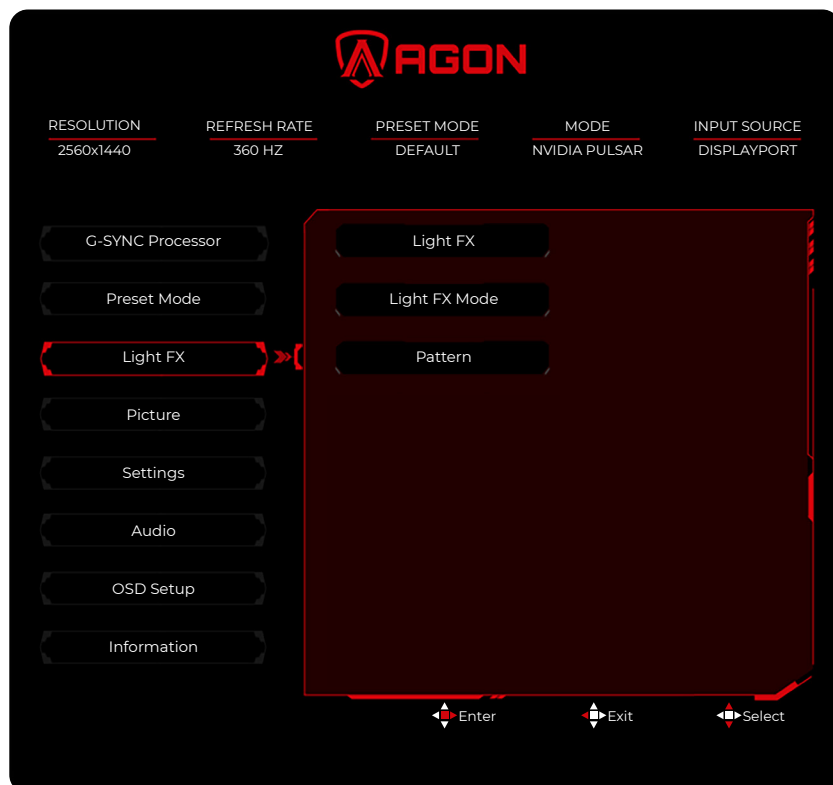 AGON
RESOLUTION REFRESH RATE PRESET MODE MODE INPUT SOURCE
2560x1440 360 HZ DEFAULT NVIDIA PULSAR DISPLAYPORT
G-SYNC Processor Light FX
Preset Mode Light FX Mode
Light FX Pattern
Picture
Settings
Audio
OSD Setup
Information
Enter Exit Select